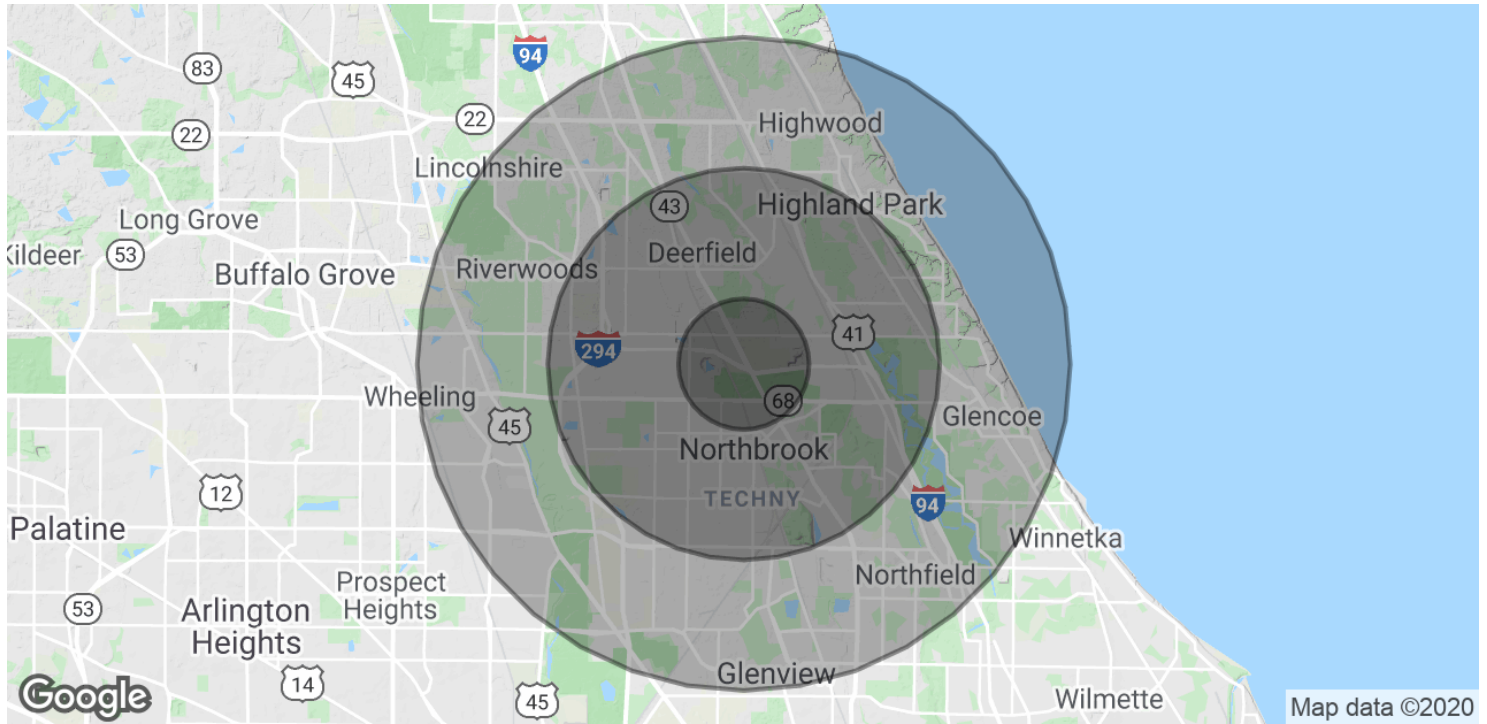 94
83
45
22
Highwood
22
Lincolnshire
43
Highland Park
Long Grove
Deerfield
53
Kildeer
Riverwoods
Buffalo Grove
41
294
Wheeling
68
Glencoe
45
Northbrook
12
TECHNY
94
Palatine
Winnetka
Northfield
Prospect
Heights
53
Arlington
Heights
Glenview
14
45
Wilmette
Google
Map data ©2020